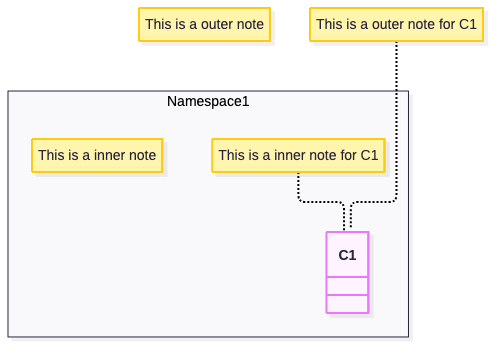 This is a outer note
This is a outer note for C1
Namespace1
This is a inner note
This is a inner note for C1
C1